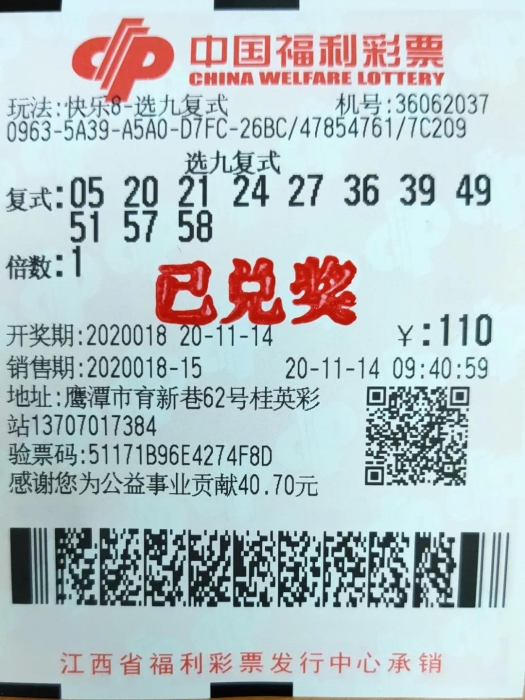 中国福利彩票
CHINA WELFARE LOTTERY
玩法:快乐8-选九复式 机号:36062037
0963-5A39-A5A0-D7FC-26BC/47854761/7C209
选九复式
复式:05 20 21 24 27 36 39 49
51 57 58
倍数:1
已兑奖
开奖期:2020018 20-11-14 ￥:110
销售期:2020018-15 20-11-14 09:40:59
地址:鹰潭市育新巷62号桂英彩
站13707017384
验票码:51171B96E4274F8D
感谢您为公益事业贡献40.70元
江西省福利彩票发行中心承销